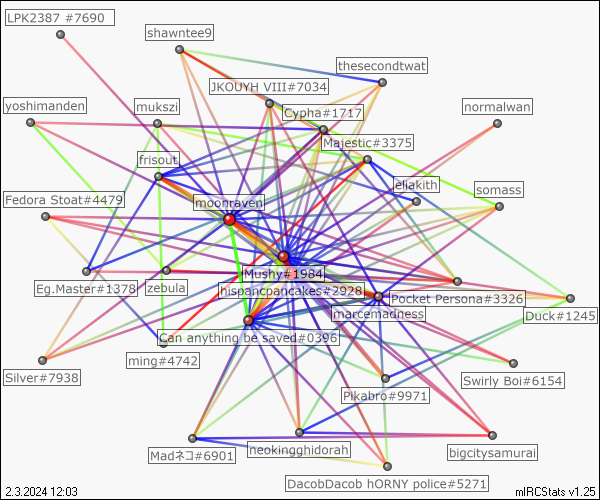 LPK2387 #7690
shawntee9
thesecondtwat
JKOUYH VIII#7034
yoshimanden
mukszi
Cypha#1717
normalwan
Majestic#3375
frisout
eliakith
somass
Fedora Stoat#4479
moonraven
Mushy#1984
Eg.Master#1378
zebula
hispancpancakes#2928
Pocket Persona#3326
marcemadness
Duck#1245
Can anything be saved#0396
ming#4742
Silver#7938
Swirly Boi#6154
Pikabro#9971
Madネコ#6901
neokingghidorah
bigcitysamurai
DacobDacob hORNY police#5271
2.3.2024 12:03
mIRCStats v1.25